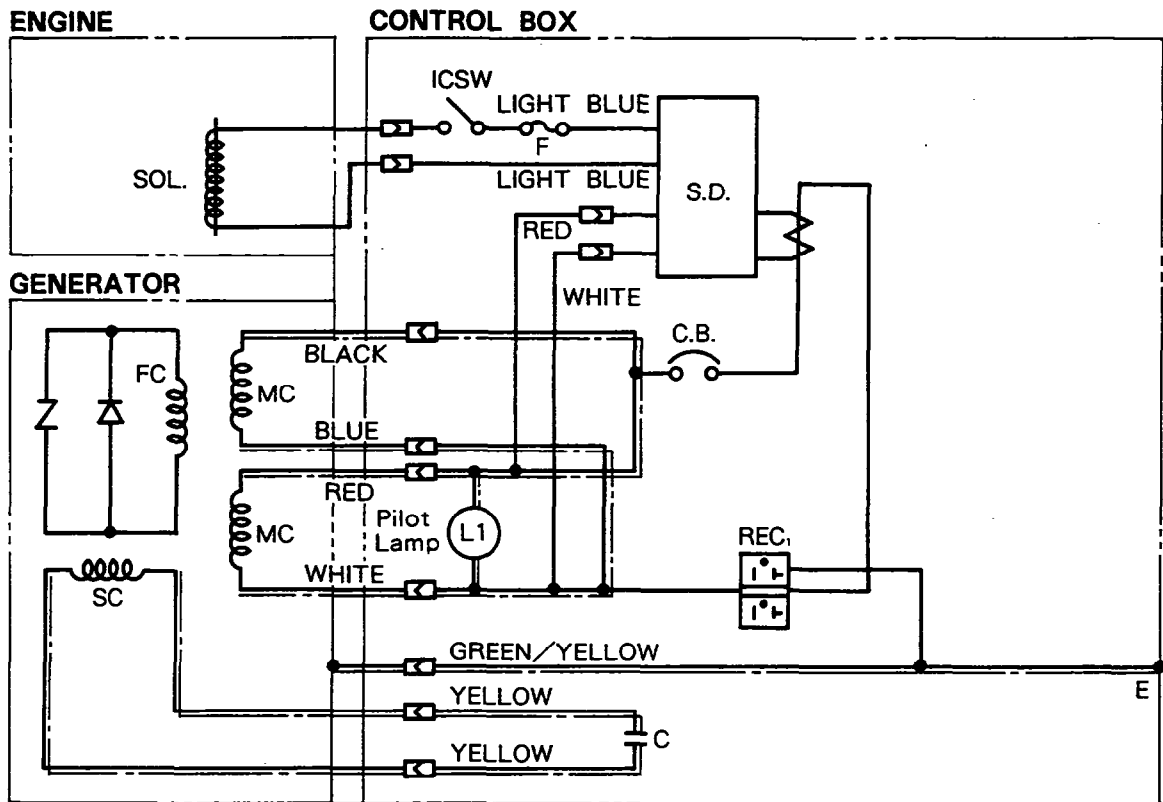 ENGINE
CONTROL BOX
ICSW
LIGHT BLUE
F
SOL.
LIGHT BLUE
S.D.
RED
WHITE
GENERATOR
C.B.
BLACK
FC
MC
BLUE
RED
Pilot
Lamp
L1
MC
REC₁
WHITE
SC
GREEN/YELLOW
E
YELLOW
C
YELLOW